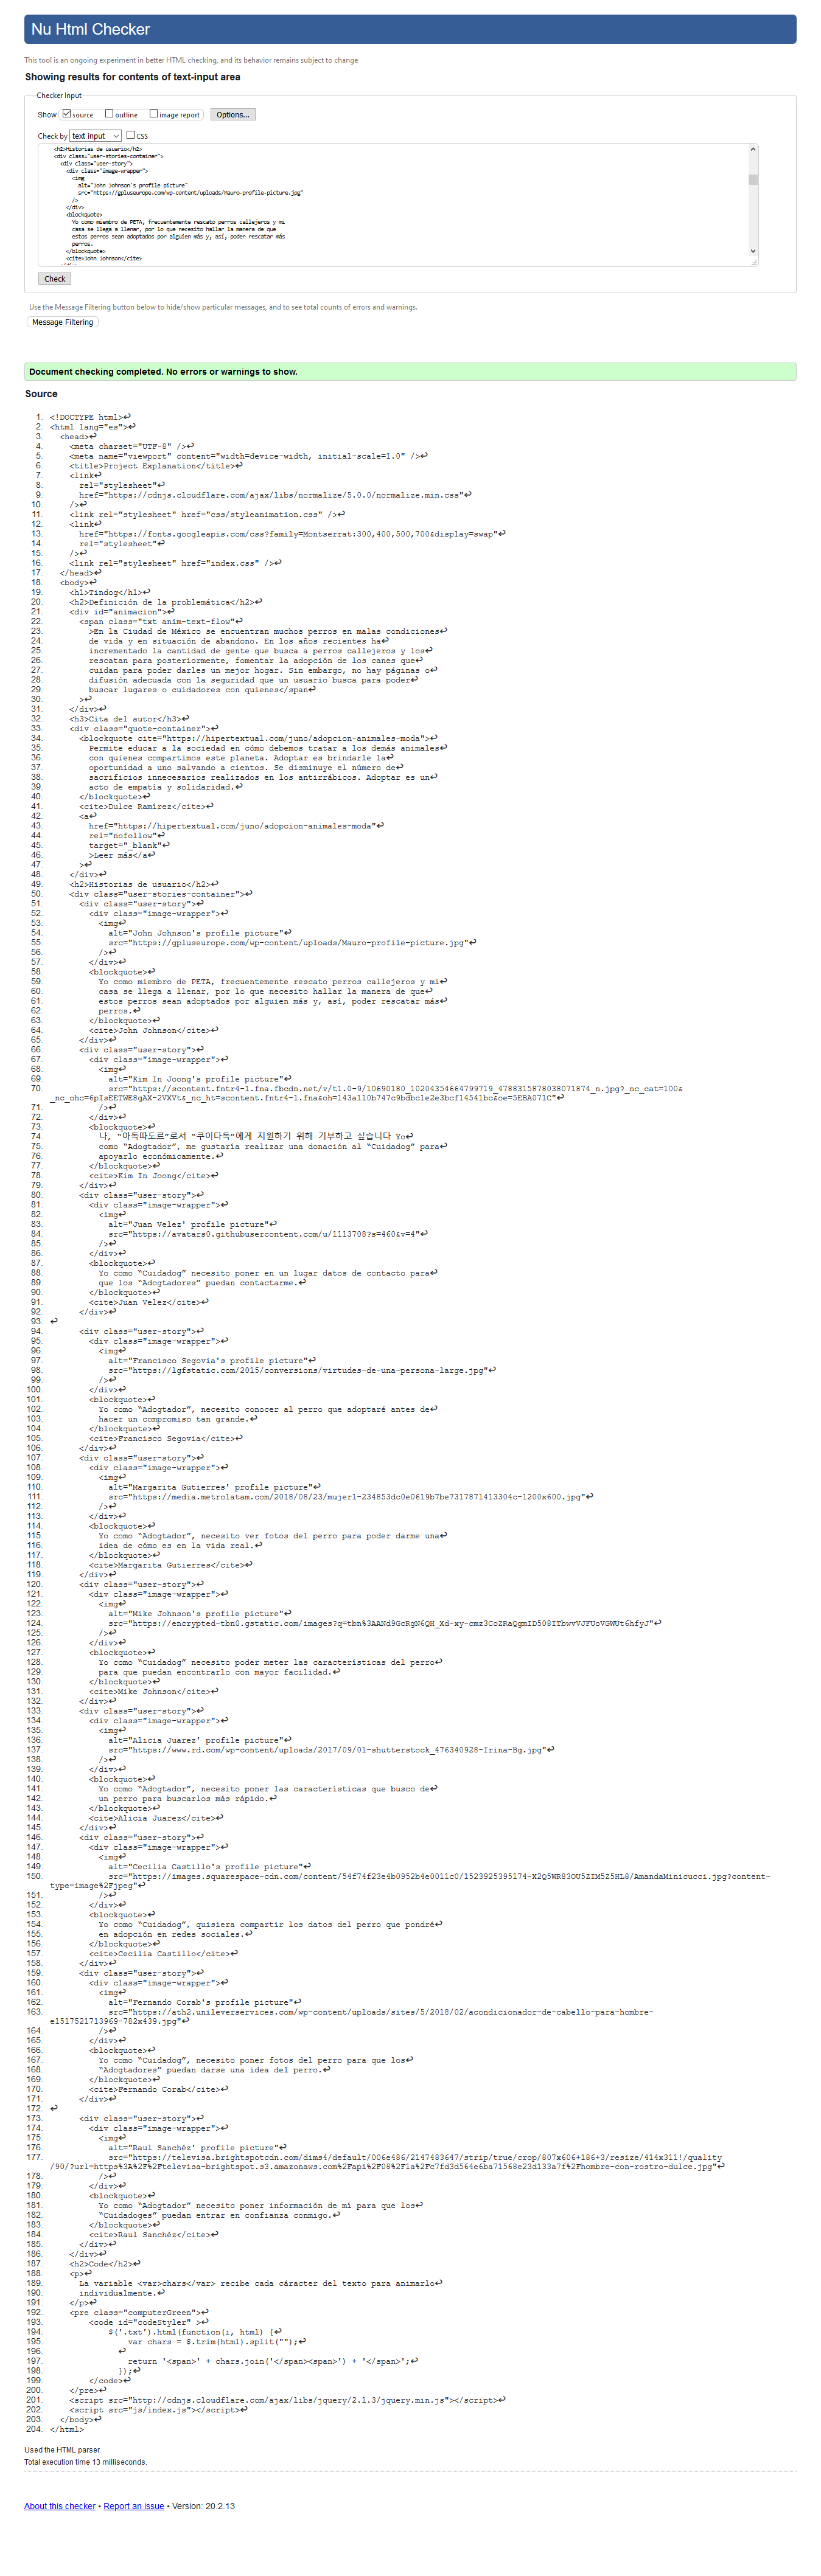 Nu Html Checker
This tool is an ongoing experiment in better HTML checking, and its behavior remains subject to change
Showing results for contents of text-input area
Checker Input
Show source outline image report Options...
Check by text input CSS
<h2>Historias de usuario</h2>
<div class="user-stories-container">
<div class="user-story">
<div class="image-wrapper">
<img
alt="John Johnson's profile picture"
src="https://gpluseurope.com/wp-content/uploads/Mauro-profile-picture.jpg"
/>
</div>
<blockquote>
Yo como miembro de PETA, frecuentemente rescato perros callejeros y mi
casa se llega a llenar, por lo que necesito hallar la manera de que
estos perros sean adoptados por alguien más y, así, poder rescatar más
perros.
</blockquote>
<cite>John Johnson</cite>
Check
Use the Message Filtering button below to hide/show particular messages, and to see total counts of errors and warnings.
Message Filtering
Document checking completed. No errors or warnings to show.
Source
1. <!DOCTYPE html>↩
2. <html lang="es">↩
3. <head>↩
4. <meta charset="UTF-8" />↩
5. <meta name="viewport" content="width=device-width, initial-scale=1.0" />↩
6. <title>Project Explanation</title>↩
7. <link↩
8. rel="stylesheet"↩
9. href="https://cdnjs.cloudflare.com/ajax/libs/normalize/5.0.0/normalize.min.css"↩
10. />↩
11. <link rel="stylesheet" href="css/styleanimation.css" />↩
12. <link↩
13. href="https://fonts.googleapis.com/css?family=Montserrat:300,400,500,700&display=swap"↩
14. rel="stylesheet"↩
15. />↩
16. <link rel="stylesheet" href="index.css" />↩
17. </head>↩
18. <body>↩
19. <h1>Tindog</h1>↩
20. <h2>Definición de la problemática</h2>↩
21. <div id="animacion">↩
22. <span class="txt anim-text-flow"↩
23. >En la Ciudad de México se encuentran muchos perros en malas condiciones↩
24. de vida y en situación de abandono. En los años recientes ha↩
25. incrementado la cantidad de gente que busca a perros callejeros y los↩
26. rescatan para posteriormente, fomentar la adopción de los canes que↩
27. cuidan para poder darles un mejor hogar. Sin embargo, no hay páginas o↩
28. difusión adecuada con la seguridad que un usuario busca para poder↩
29. buscar lugares o cuidadores con quienes</span↩
30. >↩
31. </div>↩
32. <h3>Cita del autor</h3>↩
33. <div class="quote-container">↩
34. <blockquote cite="https://hipertextual.com/juno/adopcion-animales-moda">↩
35. Permite educar a la sociedad en cómo debemos tratar a los demás animales↩
36. con quienes compartimos este planeta. Adoptar es brindarle la↩
37. oportunidad a uno salvando a cientos. Se disminuye el número de↩
38. sacrificios innecesarios realizados en los antirrábicos. Adoptar es un↩
39. acto de empatía y solidaridad.↩
40. </blockquote>↩
41. <cite>Dulce Ramírez</cite>↩
42. <a↩
43. href="https://hipertextual.com/juno/adopcion-animales-moda"↩
44. rel="nofollow"↩
45. target="_blank"↩
46. >Leer más</a↩
47. >↩
48. </div>↩
49. <h2>Historias de usuario</h2>↩
50. <div class="user-stories-container">↩
51. <div class="user-story">↩
52. <div class="image-wrapper">↩
53. <img↩
54. alt="John Johnson's profile picture"↩
55. src="https://gpluseurope.com/wp-content/uploads/Mauro-profile-picture.jpg"↩
56. />↩
57. </div>↩
58. <blockquote>↩
59. Yo como miembro de PETA, frecuentemente rescato perros callejeros y mi↩
60. casa se llega a llenar, por lo que necesito hallar la manera de que↩
61. estos perros sean adoptados por alguien más y, así, poder rescatar más↩
62. perros.↩
63. </blockquote>↩
64. <cite>John Johnson</cite>↩
65. </div>↩
66. <div class="user-story">↩
67. <div class="image-wrapper">↩
68. <img↩
69. alt="Kim In Joong's profile picture"↩
70. src="https://scontent.fntr4-1.fna.fbcdn.net/v/t1.0-9/10690180_10204354664799719_4788315878038071874_n.jpg?_nc_cat=100&
_nc_ohc=6pIsEETWE8gAX-2VXVt&_nc_ht=scontent.fntr4-1.fna&oh=143a110b747c9bdbc1e2e3bcf14541bc&oe=5EBA071C"↩
71. />↩
72. </div>↩
73. <blockquote>↩
74. 나, “아독따도르”로서 “쿠이다독”에게 지원하기 위해 기부하고 싶습니다 Yo↩
75. como “Adogtador”, me gustaría realizar una donación al “Cuidadog” para↩
76. apoyarlo económicamente.↩
77. </blockquote>↩
78. <cite>Kim In Joong</cite>↩
79. </div>↩
80. <div class="user-story">↩
81. <div class="image-wrapper">↩
82. <img↩
83. alt="Juan Velez' profile picture"↩
84. src="https://avatars0.githubusercontent.com/u/1113708?s=460&v=4"↩
85. />↩
86. </div>↩
87. <blockquote>↩
88. Yo como “Cuidadog” necesito poner en un lugar datos de contacto para↩
89. que los “Adogtadores” puedan contactarme.↩
90. </blockquote>↩
91. <cite>Juan Velez</cite>↩
92. </div>↩
93. ↩
94. <div class="user-story">↩
95. <div class="image-wrapper">↩
96. <img↩
97. alt="Francisco Segovia's profile picture"↩
98. src="https://lgfstatic.com/2015/conversions/virtudes-de-una-persona-large.jpg"↩
99. />↩
100. </div>↩
101. <blockquote>↩
102. Yo como “Adogtador”, necesito conocer al perro que adoptaré antes de↩
103. hacer un compromiso tan grande.↩
104. </blockquote>↩
105. <cite>Francisco Segovia</cite>↩
106. </div>↩
107. <div class="user-story">↩
108. <div class="image-wrapper">↩
109. <img↩
110. alt="Margarita Gutierres' profile picture"↩
111. src="https://media.metrolatam.com/2018/08/23/mujer1-234853dc0e0619b7be7317871413304c-1200x600.jpg"↩
112. />↩
113. </div>↩
114. <blockquote>↩
115. Yo como “Adogtador”, necesito ver fotos del perro para poder darme una↩
116. idea de cómo es en la vida real.↩
117. </blockquote>↩
118. <cite>Margarita Gutierres</cite>↩
119. </div>↩
120. <div class="user-story">↩
121. <div class="image-wrapper">↩
122. <img↩
123. alt="Mike Johnson's profile picture"↩
124. src="https://encrypted-tbn0.gstatic.com/images?q=tbn%3AANd9GcRgN6QH_Xd-xy-cmz3CoZRaQgmID508ITbwvVJFUoVGWUt6hfyJ"↩
125. />↩
126. </div>↩
127. <blockquote>↩
128. Yo como “Cuidadog” necesito poder meter las características del perro↩
129. para que puedan encontrarlo con mayor facilidad.↩
130. </blockquote>↩
131. <cite>Mike Johnson</cite>↩
132. </div>↩
133. <div class="user-story">↩
134. <div class="image-wrapper">↩
135. <img↩
136. alt="Alicia Juarez' profile picture"↩
137. src="https://www.rd.com/wp-content/uploads/2017/09/01-shutterstock_476340928-Irina-Bg.jpg"↩
138. />↩
139. </div>↩
140. <blockquote>↩
141. Yo como “Adogtador”, necesito poner las características que busco de↩
142. un perro para buscarlos más rápido.↩
143. </blockquote>↩
144. <cite>Alicia Juarez</cite>↩
145. </div>↩
146. <div class="user-story">↩
147. <div class="image-wrapper">↩
148. <img↩
149. alt="Cecilia Castillo's profile picture"↩
150. src="https://images.squarespace-cdn.com/content/54f74f23e4b0952b4e0011c0/1523925395174-X2Q5WR83OU5ZIM5Z5HL8/AmandaMinicucci.jpg?content-
type=image%2Fjpeg"↩
151. />↩
152. </div>↩
153. <blockquote>↩
154. Yo como “Cuidadog”, quisiera compartir los datos del perro que pondré↩
155. en adopción en redes sociales.↩
156. </blockquote>↩
157. <cite>Cecilia Castillo</cite>↩
158. </div>↩
159. <div class="user-story">↩
160. <div class="image-wrapper">↩
161. <img↩
162. alt="Fernando Corab's profile picture"↩
163. src="https://ath2.unileverservices.com/wp-content/uploads/sites/5/2018/02/acondicionador-de-cabello-para-hombre-
e1517521713969-782x439.jpg"↩
164. />↩
165. </div>↩
166. <blockquote>↩
167. Yo como “Cuidadog”, necesito poner fotos del perro para que los↩
168. “Adogtadores” puedan darse una idea del perro.↩
169. </blockquote>↩
170. <cite>Fernando Corab</cite>↩
171. </div>↩
172. ↩
173. <div class="user-story">↩
174. <div class="image-wrapper">↩
175. <img↩
176. alt="Raul Sanchéz' profile picture"↩
177. src="https://televisa.brightspotcdn.com/dims4/default/006e486/2147483647/strip/true/crop/807x606+186+3/resize/414x311!/quality
/90/?url=https%3A%2F%2Ftelevisa-brightspot.s3.amazonaws.com%2Fapi%2F08%2F1a%2Fc7fd3d564e6ba71568e23d133a7f%2Fhombre-con-rostro-dulce.jpg"↩
178. />↩
179. </div>↩
180. <blockquote>↩
181. Yo como “Adogtador” necesito poner información de mi para que los↩
182. “Cuidadoges” puedan entrar en confianza conmigo.↩
183. </blockquote>↩
184. <cite>Raul Sanchéz</cite>↩
185. </div>↩
186. </div>↩
187. <h2>Code</h2>↩
188. <p>↩
189. La variable <var>chars</var> recibe cada cáracter del texto para animarlo↩
190. individualmente.↩
191. </p>↩
192. <pre class="computerGreen">↩
193. <code id="codeStyler" >↩
194. $('.txt').html(function(i, html) {↩
195. var chars = $.trim(html).split("");↩
196. ↩
197. return '<span>' + chars.join('</span><span>') + '</span>';↩
198. });↩
199. </code>↩
200. </pre>↩
201. <script src="http://cdnjs.cloudflare.com/ajax/libs/jquery/2.1.3/jquery.min.js"></script>↩
202. <script src="js/index.js"></script>↩
203. </body>↩
204. </html>
Used the HTML parser.
Total execution time 13 milliseconds.
About this checker • Report an issue • Version: 20.2.13